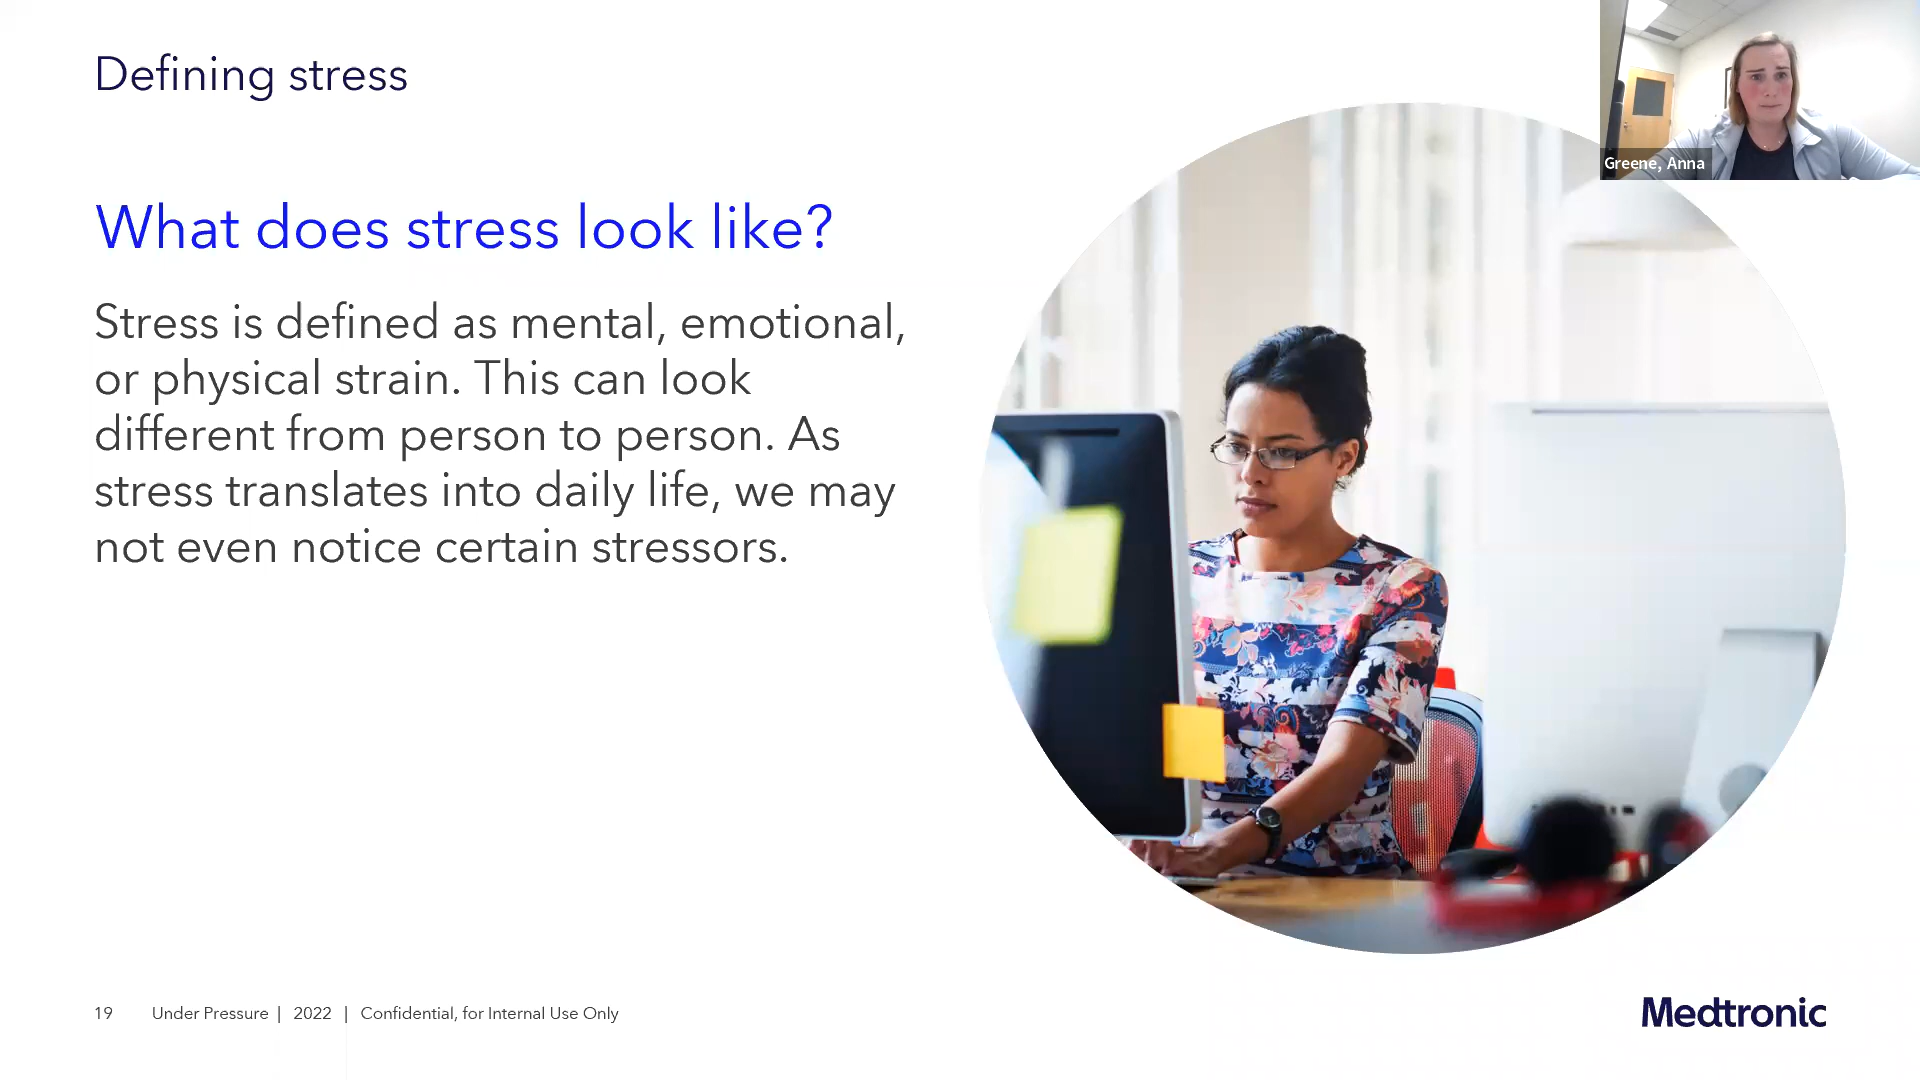 Defining stress
Greene, Anna
What does stress look like?
Stress is defined as mental, emotional,
or physical strain. This can look
different from person to person. As
stress translates into daily life, we may
not even notice certain stressors.
19 Under Pressure | 2022 | Confidential, for Internal Use Only
Medtronic